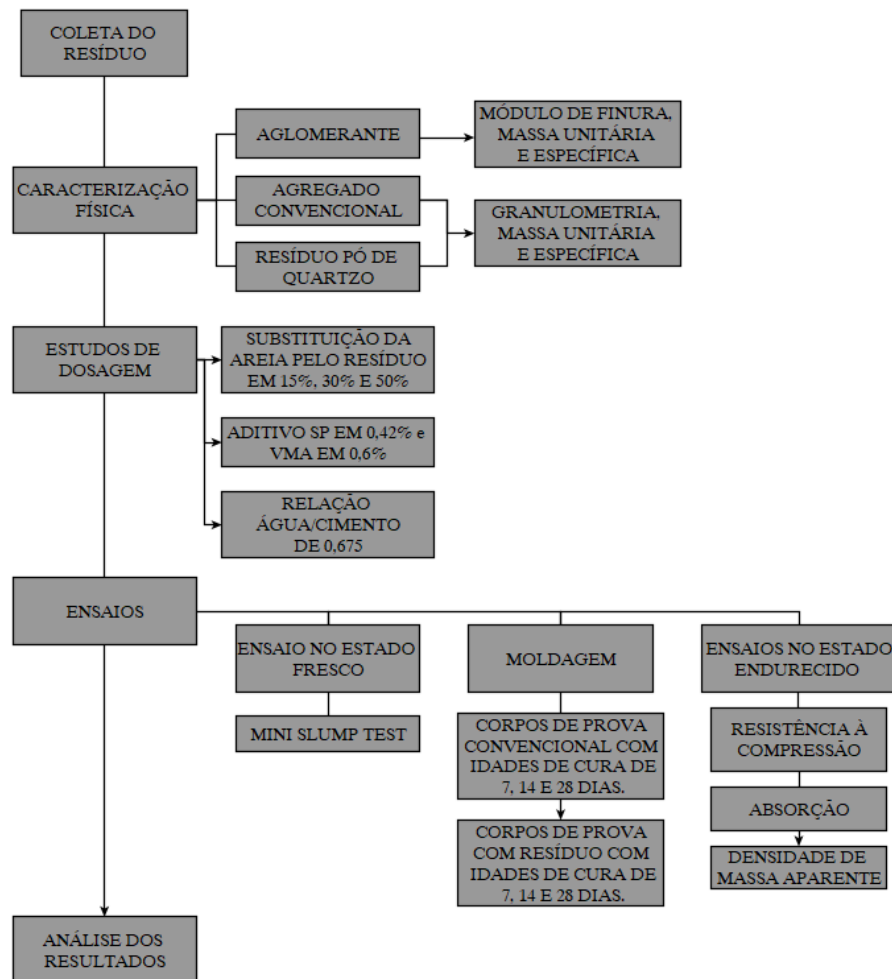 COLETA DO
RESÍDUO
CARACTERIZAÇÃO
FÍSICA
AGLOMERANTE
MÓDULO DE FINURA,
MASSA UNITÁRIA
E ESPECÍFICA
AGREGADO
CONVENCIONAL
RESÍDUO PÓ DE
QUARTZO
GRANULOMETRIA,
MASSA UNITÁRIA
E ESPECÍFICA
ESTUDOS DE
DOSAGEM
SUBSTITUIÇÃO DA
AREIA PELO RESÍDUO
EM 15%, 30% E 50%
ADITIVO SP EM 0,42% e
VMA EM 0,6%
RELAÇÃO
ÁGUA/CIMENTO
DE 0,675
ENSAIOS
ENSAIO NO ESTADO
FRESCO
MINI SLUMP TEST
MOLDAGEM
CORPOS DE PROVA
CONVENCIONAL COM
IDADES DE CURA DE
7, 14 E 28 DIAS.
CORPOS DE PROVA
COM RESÍDUO COM
IDADES DE CURA DE
7, 14 E 28 DIAS.
ENSAIOS NO ESTADO
ENDURECIDO
RESISTÊNCIA À
COMPRESSÃO
ABSORÇÃO
DENSIDADE DE
MASSA APARENTE
ANÁLISE DOS
RESULTADOS